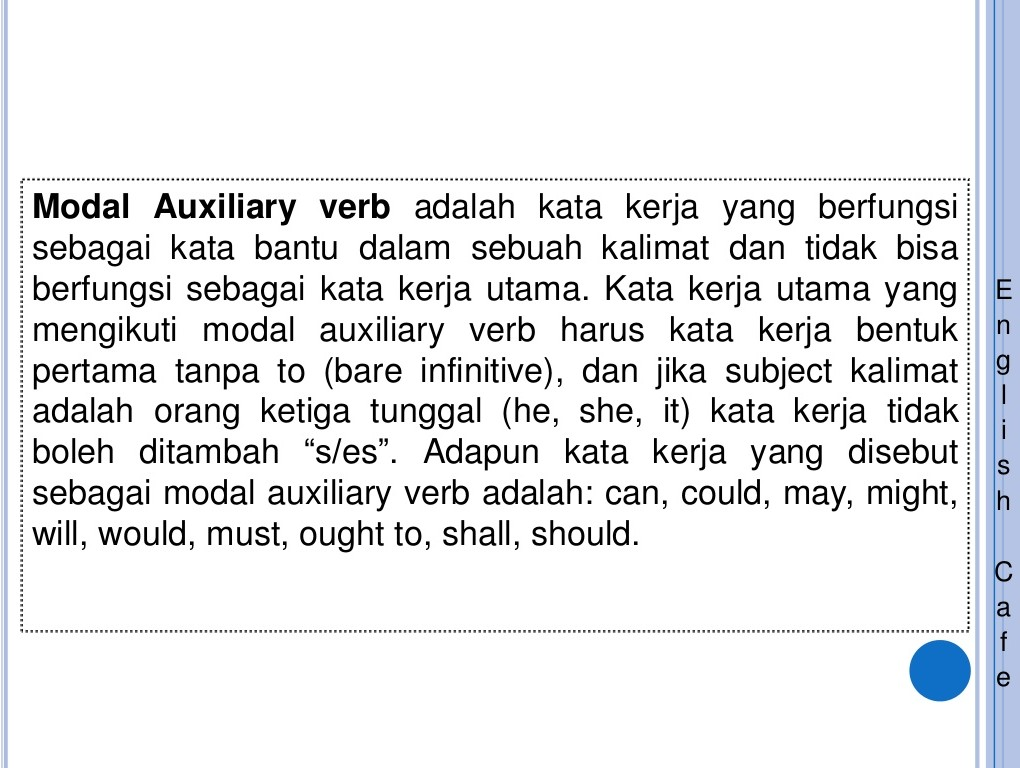 Modal Auxiliary verb adalah kata kerja yang berfungsi
sebagai kata bantu dalam sebuah kalimat dan tidak bisa
berfungsi sebagai kata kerja utama. Kata kerja utama yang
mengikuti modal auxiliary verb harus kata kerja bentuk
pertama tanpa to (bare infinitive), dan jika subject kalimat
adalah orang ketiga tunggal (he, she, it) kata kerja tidak
boleh ditambah “s/es”. Adapun kata kerja yang disebut
sebagai modal auxiliary verb adalah: can, could, may, might,
will, would, must, ought to, shall, should.
English Cafe